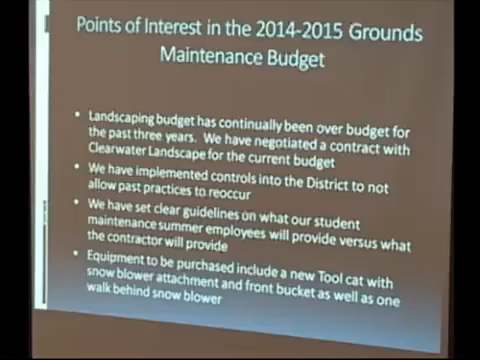 Points of Interest in the 2014-2015 Grounds
Maintenance Budget
• Landscaping budget has continually been over budget for
the past three years. We have negotiated a contract with
Clearwater Landscape for the current budget
• We have implemented controls into the District to not
allow past practices to reoccur
• We have set clear guidelines on what our student
maintenance summer employees will provide versus what
the contractor will provide
• Equipment to be purchased include a new Tool cat with
snow blower attachment and front bucket as well as one
walk behind snow blower